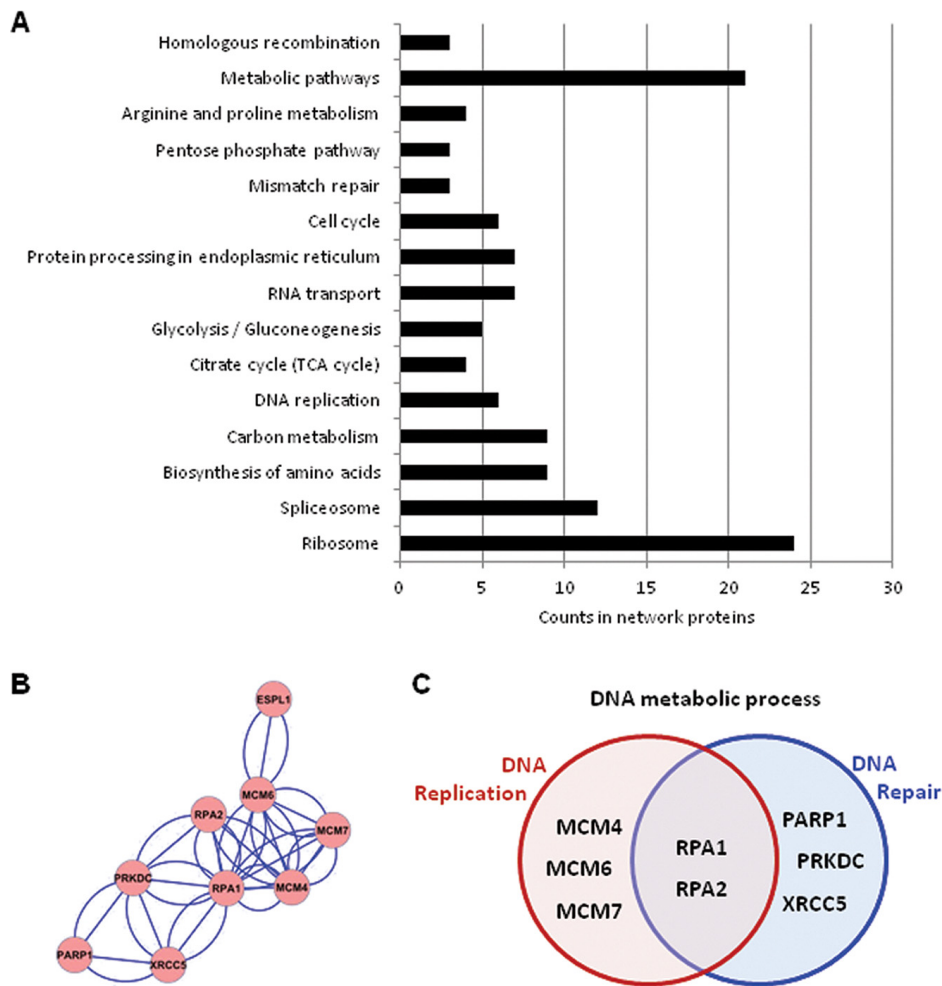 A
Homologous recombination
Metabolic pathways
Arginine and proline metabolism
Pentose phosphate pathway
Mismatch repair
Cell cycle
Protein processing in endoplasmic reticulum
RNA transport
Glycolysis / Gluconeogenesis
Citrate cycle (TCA cycle)
DNA replication
Carbon metabolism
Biosynthesis of amino acids
Spliceosome
Ribosome
0 5 10 15 20 25 30
Counts in network proteins
B
ESPL1
MCM6
RPA2
MCM7
PRKDC
RPA1
MCM4
PARP1
XRCC5
C
DNA metabolic process
DNA
Replication
DNA
Repair
MCM4
MCM6
MCM7
RPA1
RPA2
PARP1
PRKDC
XRCC5